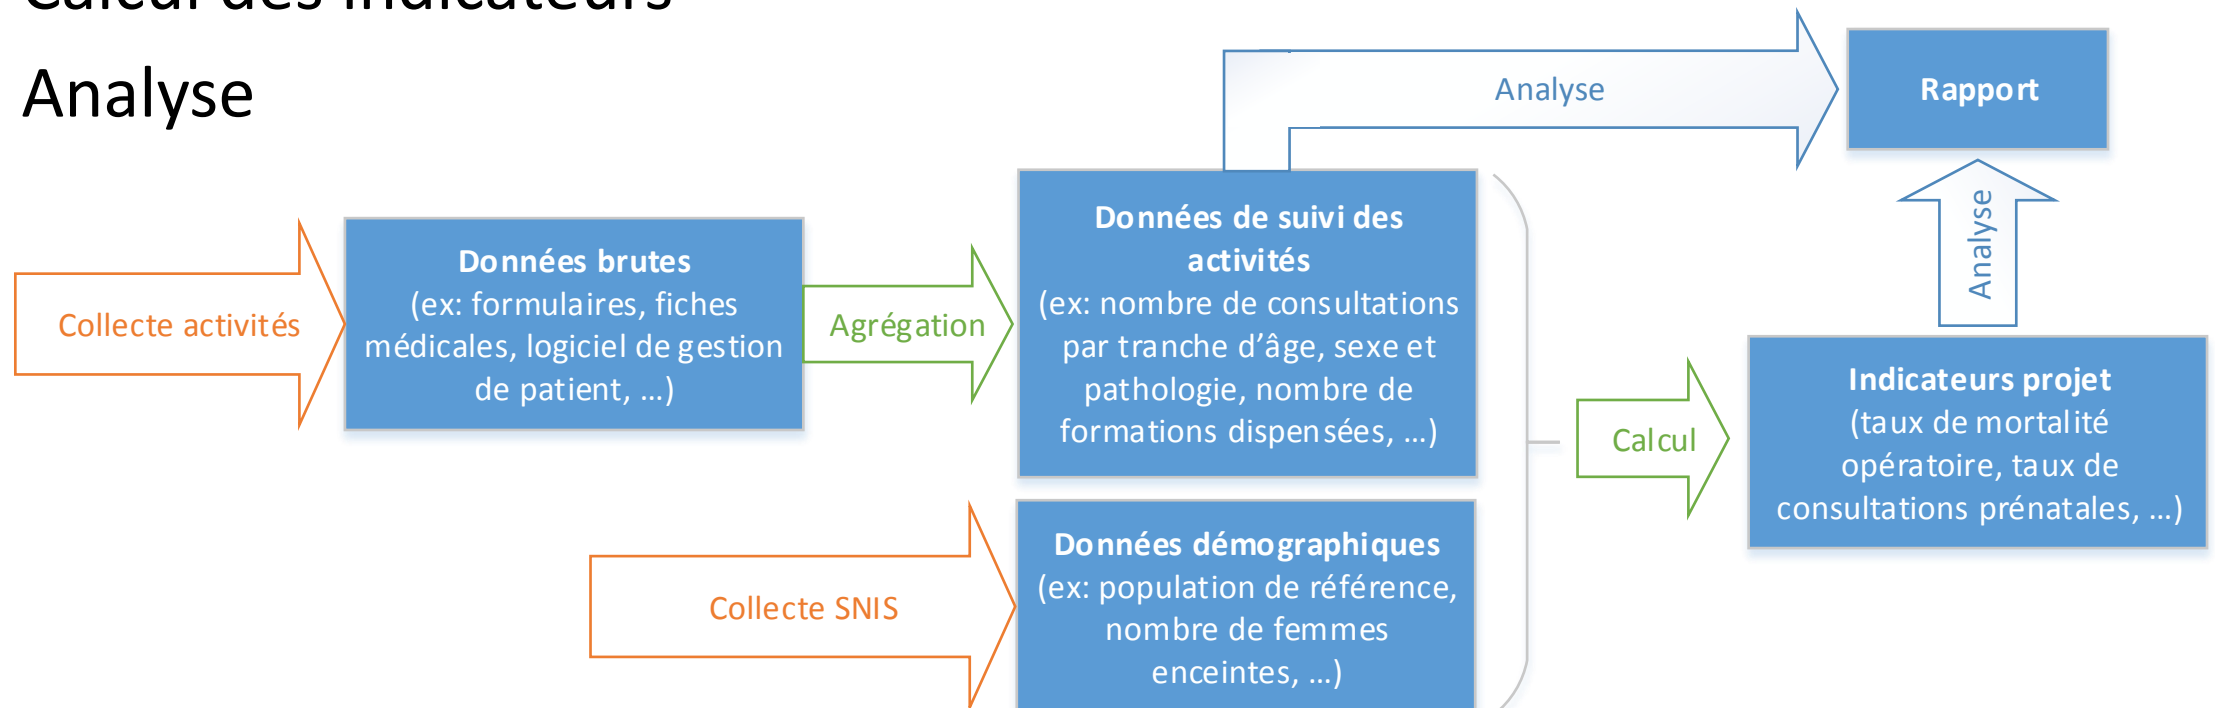 Calcul des indicateurs
Analyse
Analyse
Rapport
Collecte activités
Données brutes
(ex: formulaires, fiches
médicales, logiciel de gestion
de patient, …)
Agrégation
Données de suivi des
activités
(ex: nombre de consultations
par tranche d’âge, sexe et
pathologie, nombre de
formations dispensées, …)
Collecte SNIS
Données démographiques
(ex: population de référence,
nombre de femmes
enceintes, …)
Calcul
Indicateurs projet
(taux de mortalité
opératoire, taux de
consultations prénatales, …)
Analyse